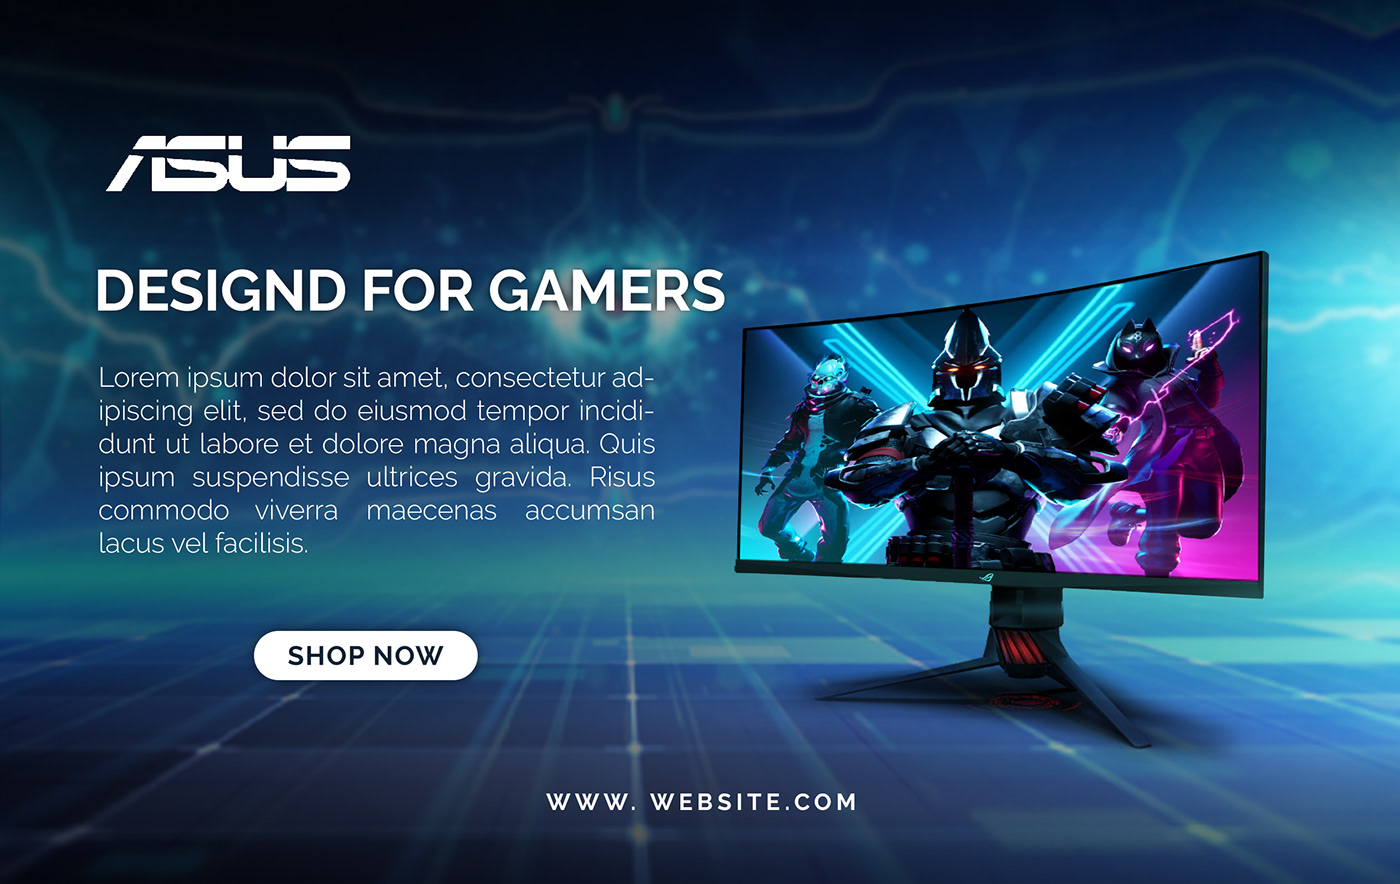 ASUS
DESIGND FOR GAMERS
Lorem ipsum dolor sit amet, consectetur ad-
ipiscing elit, sed do eiusmod tempor incidi-
dunt ut labore et dolore magna aliqua. Quis
ipsum suspendisse ultrices gravida. Risus
commodo viverra maecenas accumsan
lacus vel facilisis.
SHOP NOW
WWW. WEBSITE.COM